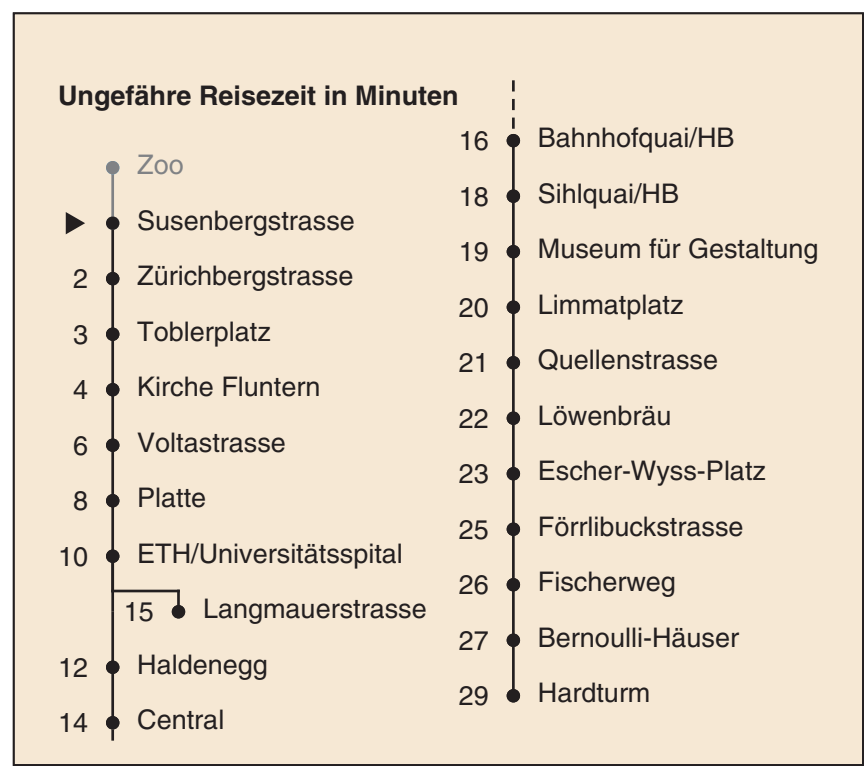 Ungefähre Reisezeit in Minuten
Zoo
Susenbergstrasse
2 Zürichbergstrasse
3 Toblerplatz
4 Kirche Fluntern
6 Voltastrasse
8 Platte
10 ETH/Universitätsspital
15 Langmauerstrasse
12 Haldenegg
14 Central
16 Bahnhofquai/HB
18 Sihlquai/HB
19 Museum für Gestaltung
20 Limmatplatz
21 Quellenstrasse
22 Löwenbräu
23 Escher-Wyss-Platz
25 Förrlibuckstrasse
26 Fischerweg
27 Bernoulli-Häuser
29 Hardturm